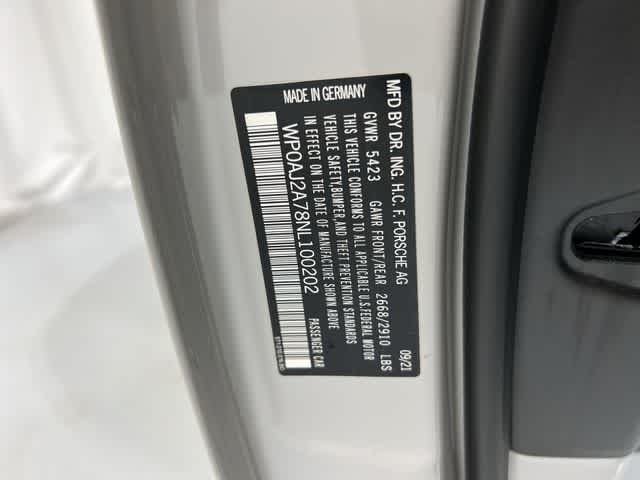 MFD BY DR. ING. H.C. F. PORSCHE AG 09/21
GVWR 5423 GAWR FRONT/REAR 2668/2910 LBS
THIS VEHICLE CONFORMS TO ALL APPLICABLE U.S.FEDERAL MOTOR
VEHICLE SAFETY,BUMPER,AND THEFT PREVENTION STANDARDS
IN EFFECT ON THE DATE OF MANUFACTURE SHOWN ABOVE
WP0AJ2A78NL100202 PASSENGER CAR
MADE IN GERMANY